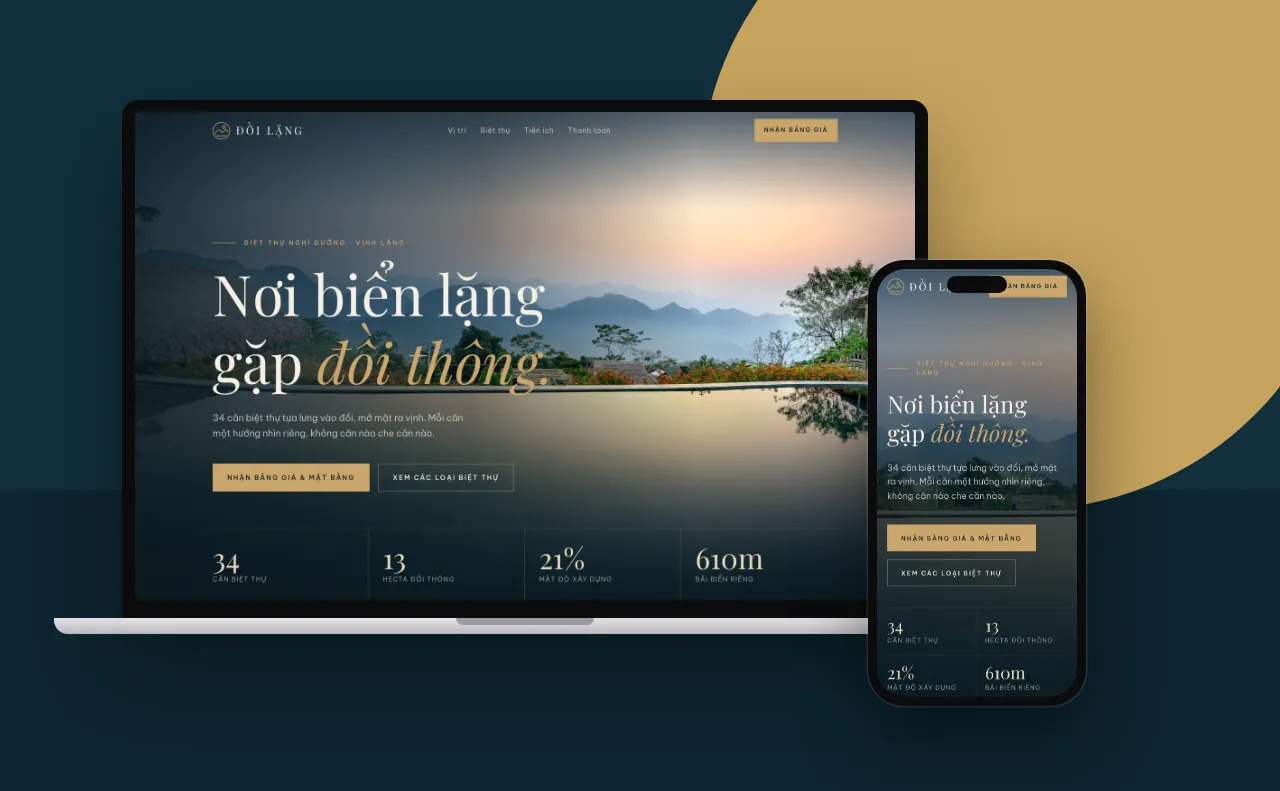 ĐỒI LẶNG
Vị trí Biệt thự Tiện ích Thanh toán
NHẬN BẢNG GIÁ
BIỆT THỰ NGHỈ DƯỠNG · VỊNH LẶNG
Nơi biển lặng
gặp đồi thông.
34 căn biệt thự tựa lưng vào đồi, mở mặt ra vịnh. Mỗi căn
một hướng nhìn riêng, không căn nào che căn nào.
NHẬN BẢNG GIÁ & MẶT BẰNG
XEM CÁC LOẠI BIỆT THỰ
34
CĂN BIỆT THỰ
13
HECTA ĐỒI THÔNG
21%
MẬT ĐỘ XÂY DỰNG
610m
BÃI BIỂN RIÊNG
ĐỒI L
ẬN BẢNG GIÁ
BIỆT THỰ NGHỈ DƯỠNG · VỊNH
LẶNG
Nơi biển lặng
gặp đồi thông.
34 căn biệt thự tựa lưng vào đồi, mở mặt
ra vịnh. Mỗi căn một hướng nhìn riêng,
không căn nào che căn nào.
NHẬN BẢNG GIÁ & MẶT BẰNG
XEM CÁC LOẠI BIỆT THỰ
34
CĂN BIỆT THỰ
13
HECTA ĐỒI THÔNG
21%
MẬT ĐỘ XÂY DỰNG
610m
BÃI BIỂN RIÊNG